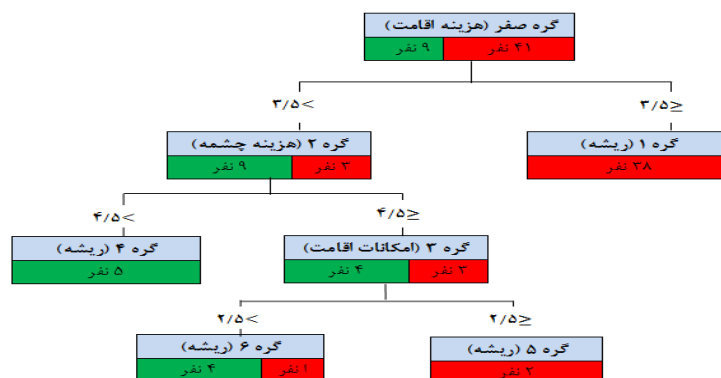 گره صفر (هزینه اقامت)
۴۱ نفر ۹ نفر
≥۳/۵ <۳/۵
گره ۱ (ریشه) گره ۲ (هزینه چشمه)
۳۸ نفر ۳ نفر ۹ نفر
≥۴/۵ <۴/۵
گره ۳ (امکانات اقامت) گره ۴ (ریشه)
۳ نفر ۴ نفر ۵ نفر
≥۲/۵ <۲/۵
گره ۵ (ریشه) گره ۶ (ریشه)
۲ نفر ۱ نفر ۴ نفر